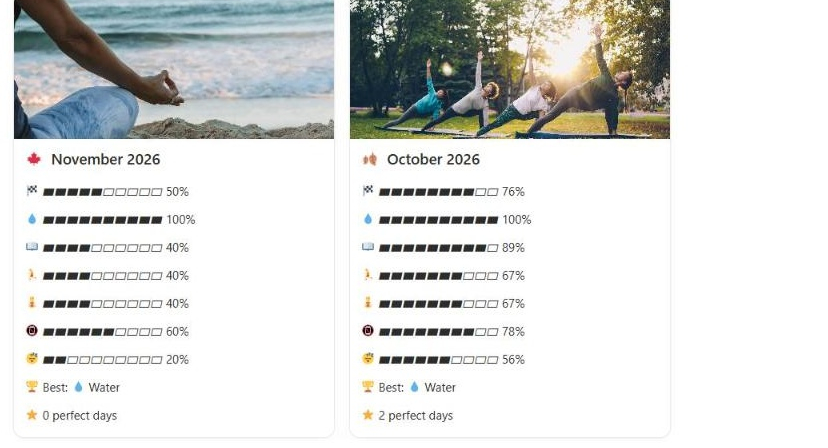 November 2026
50%
100%
40%
40%
40%
60%
20%
Best: Water
0 perfect days
October 2026
76%
100%
89%
67%
67%
78%
56%
Best: Water
2 perfect days